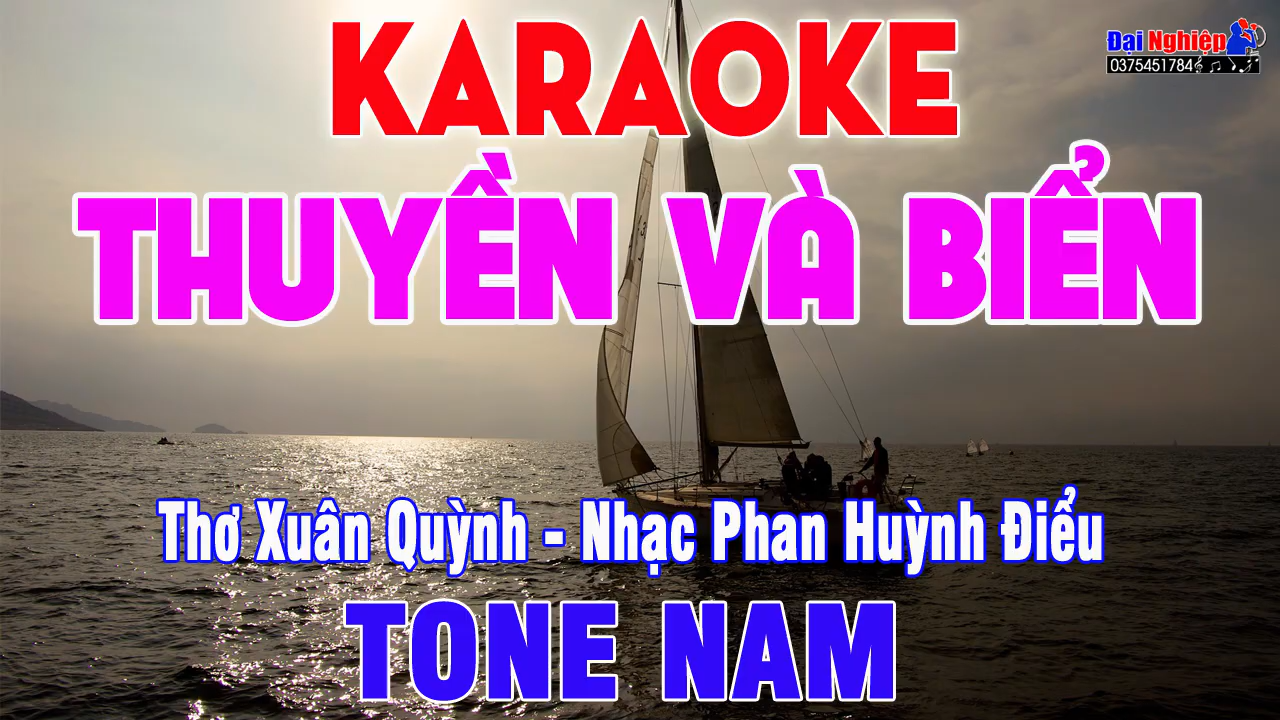 KARAOKE
Đại Nghiệp
0375451784
THUYỀN VÀ BIỂN
Thơ Xuân Quỳnh - Nhạc Phan Huỳnh Điểu
TONE NAM